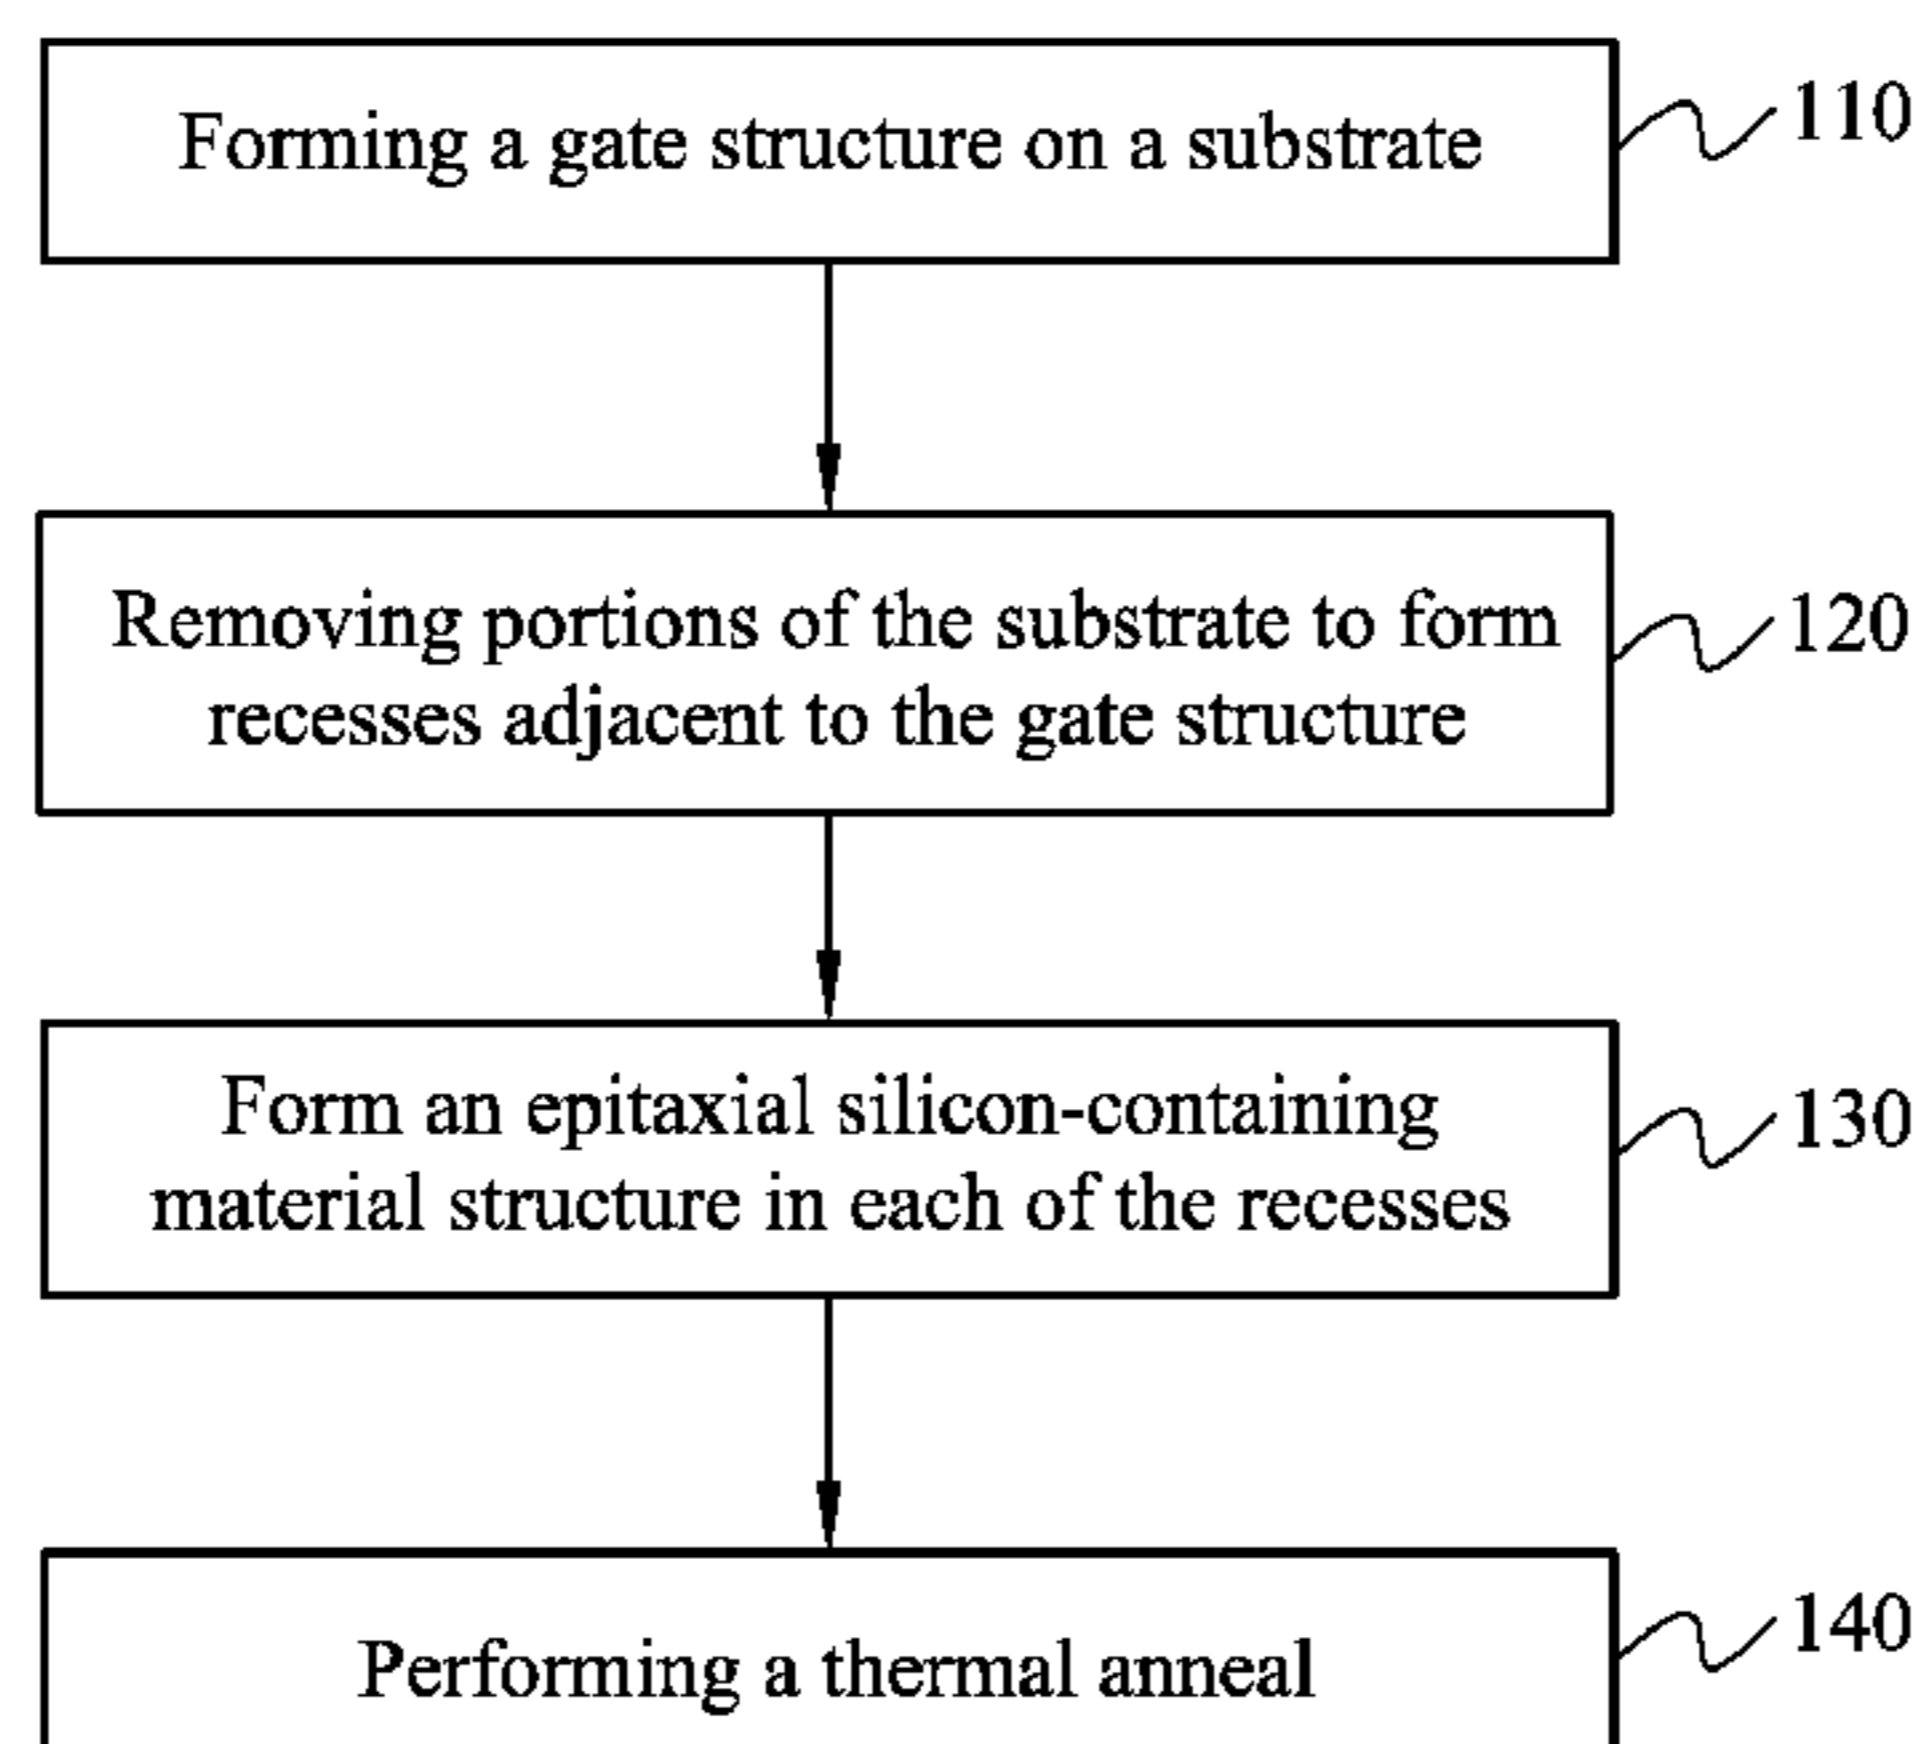 Forming a gate structure on a substrate
110
Removing portions of the substrate to form
recesses adjacent to the gate structure
120
Form an epitaxial silicon-containing
material structure in each of the recesses
130
Performing a thermal anneal
140